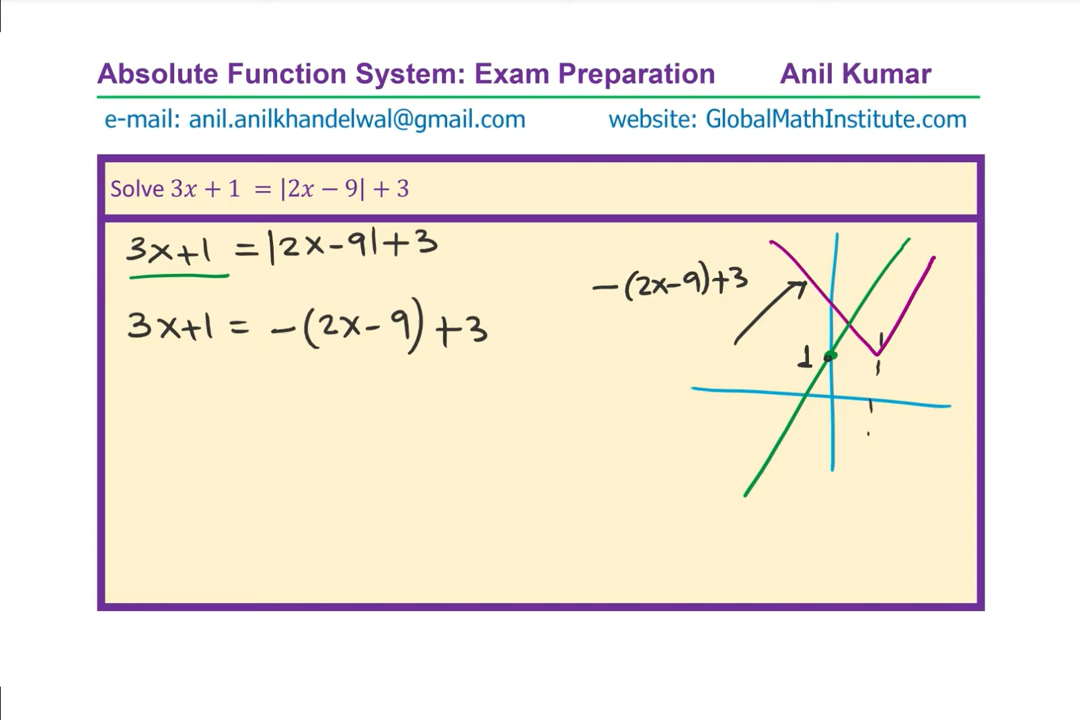 Absolute Function System: Exam Preparation Anil Kumar
e-mail: anil.anilkhandelwal@gmail.com website: GlobalMathInstitute.com
Solve 3x + 1 = |2x − 9| + 3
3x+1 = |2x-9|+3
-(2x-9)+3
3x+1 = -(2x-9)+3
1